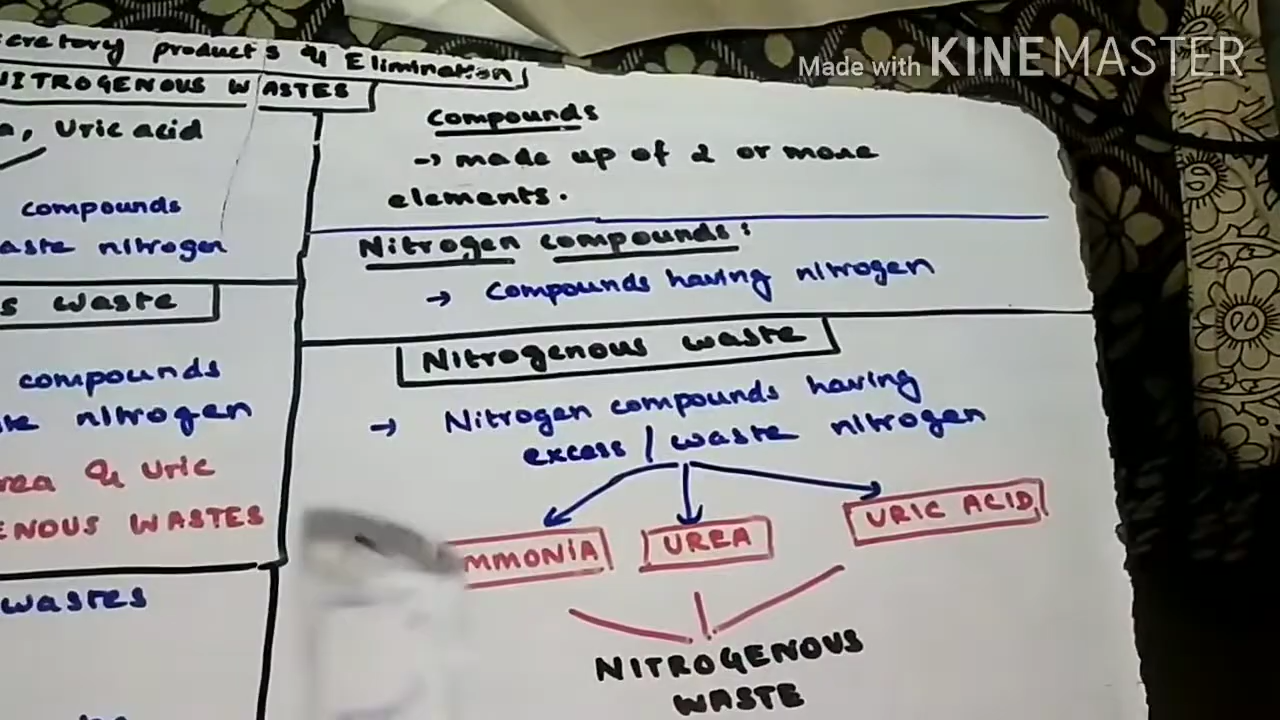 Made with KINEMASTER
cretory products & Elimination
NITROGENOUS WASTES
a, Uric acid
compounds
aste nitrogen
s waste
compounds
te nitrogen
rea & Uric
ENOUS WASTES
wastes
Compounds
→ made up of 2 or more
elements.
Nitrogen compounds:
→ compounds having nitrogen
Nitrogenous waste
→ Nitrogen compounds having
excess / waste nitrogen
MMONIA
UREA
URIC ACID
NITROGENOUS
WASTE